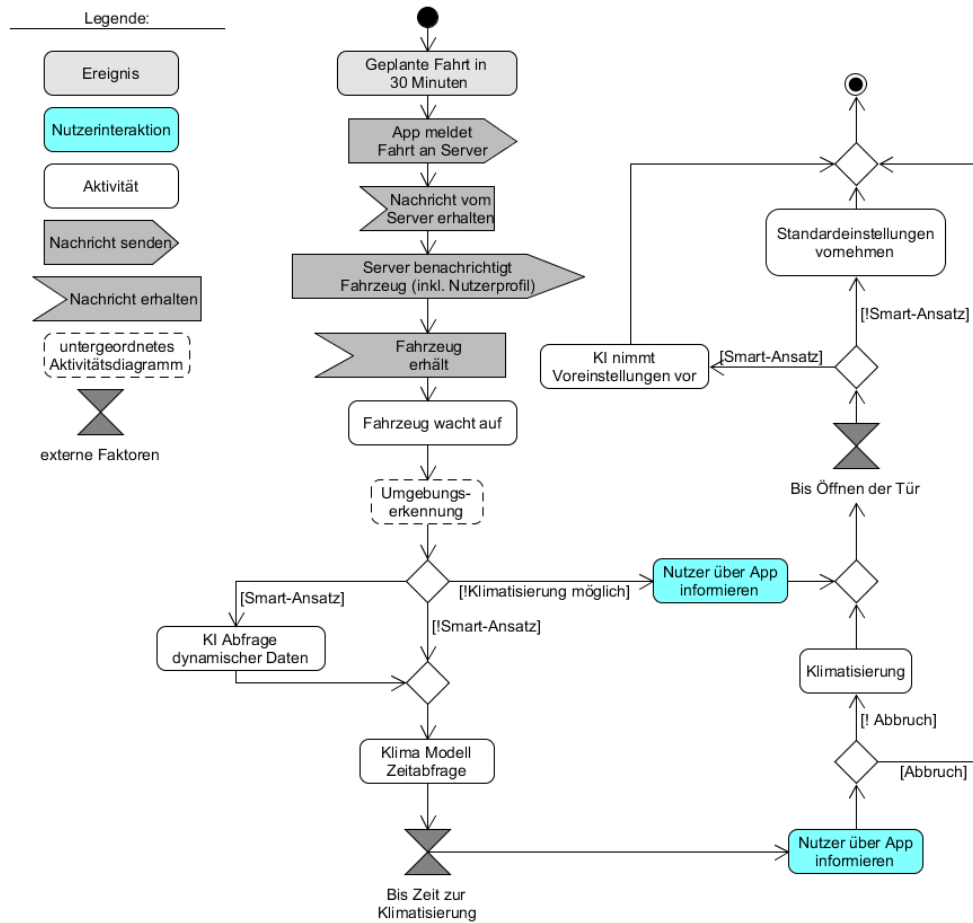 Legende:
Ereignis
Nutzerinteraktion
Aktivität
Nachricht senden
Nachricht erhalten
untergeordnetes
Aktivitätsdiagramm
externe Faktoren
Geplante Fahrt in
30 Minuten
App meldet
Fahrt an Server
Nachricht vom
Server erhalten
Server benachrichtigt
Fahrzeug (inkl. Nutzerprofil)
Fahrzeug
erhält
Fahrzeug wacht auf
Umgebungs-
erkennung
[Smart-Ansatz]
[!Klimatisierung möglich]
[!Smart-Ansatz]
KI Abfrage
dynamischer Daten
Klima Modell
Zeitabfrage
Bis Zeit zur
Klimatisierung
Nutzer über App
informieren
Nutzer über App
informieren
[Abbruch]
[! Abbruch]
Klimatisierung
Bis Öffnen der Tür
[Smart-Ansatz]
[!Smart-Ansatz]
KI nimmt
Voreinstellungen vor
Standardeinstellungen
vornehmen